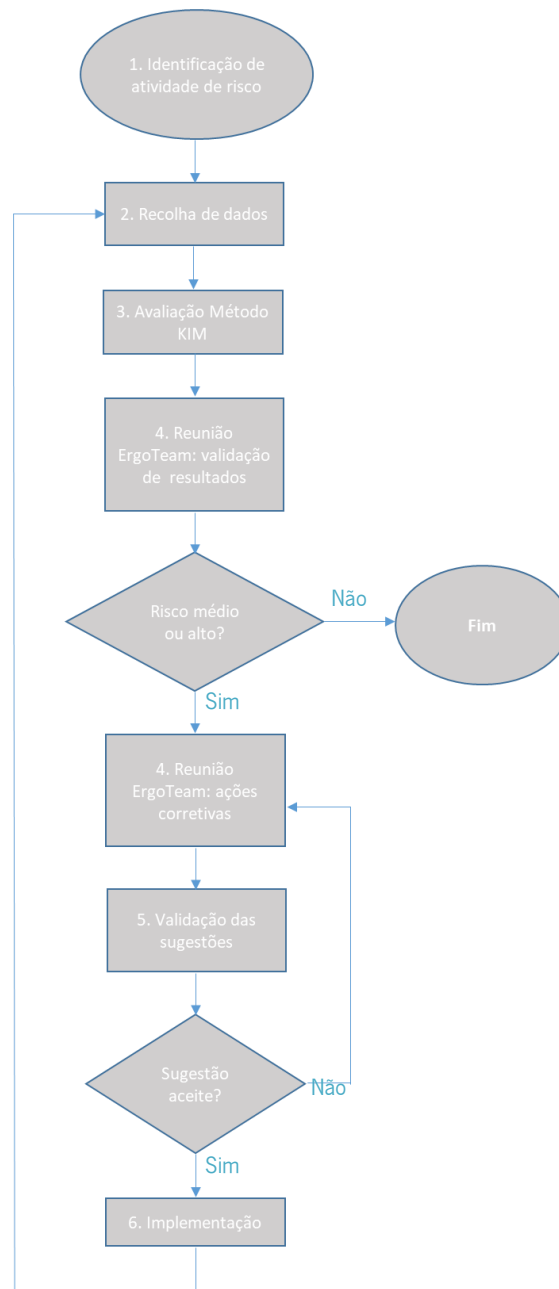 1. Identificação de
atividade de risco
2. Recolha de dados
3. Avaliação Método
KIM
4. Reunião
ErgoTeam: validação
de resultados
Risco médio
ou alto?
Não
Fim
Sim
4. Reunião
ErgoTeam: ações
corretivas
5. Validação das
sugestões
Sugestão
aceite?
Não
Sim
6. Implementação